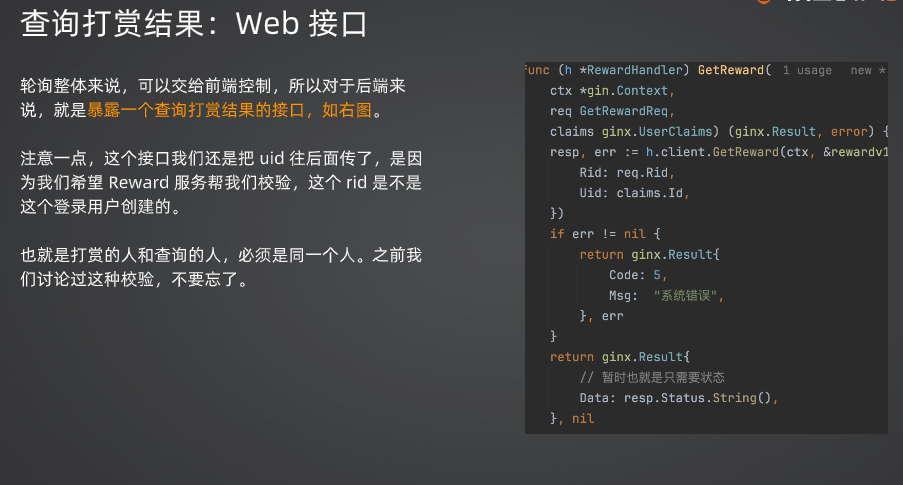 查询打赏结果：Web 接口
轮询整体来说，可以交给前端控制，所以对于后端来
说，就是暴露一个查询打赏结果的接口，如右图。
注意一点，这个接口我们还是把 uid 往后面传了，是因
为我们希望 Reward 服务帮我们校验，这个 rid 是不是
这个登录用户创建的。
也就是打赏的人和查询的人，必须是同一个人。之前我
们讨论过这种校验，不要忘了。
func (h *RewardHandler) GetReward( 1 usage new *
ctx *gin.Context,
req GetRewardReq,
claims ginx.UserClaims) (ginx.Result, error) {
resp, err := h.client.GetReward(ctx, &rewardv1
Rid: req.Rid,
Uid: claims.Id,
})
if err != nil {
return ginx.Result{
Code: 5,
Msg: "系统错误",
}, err
}
return ginx.Result{
// 暂时也就是只需要状态
Data: resp.Status.String(),
}, nil